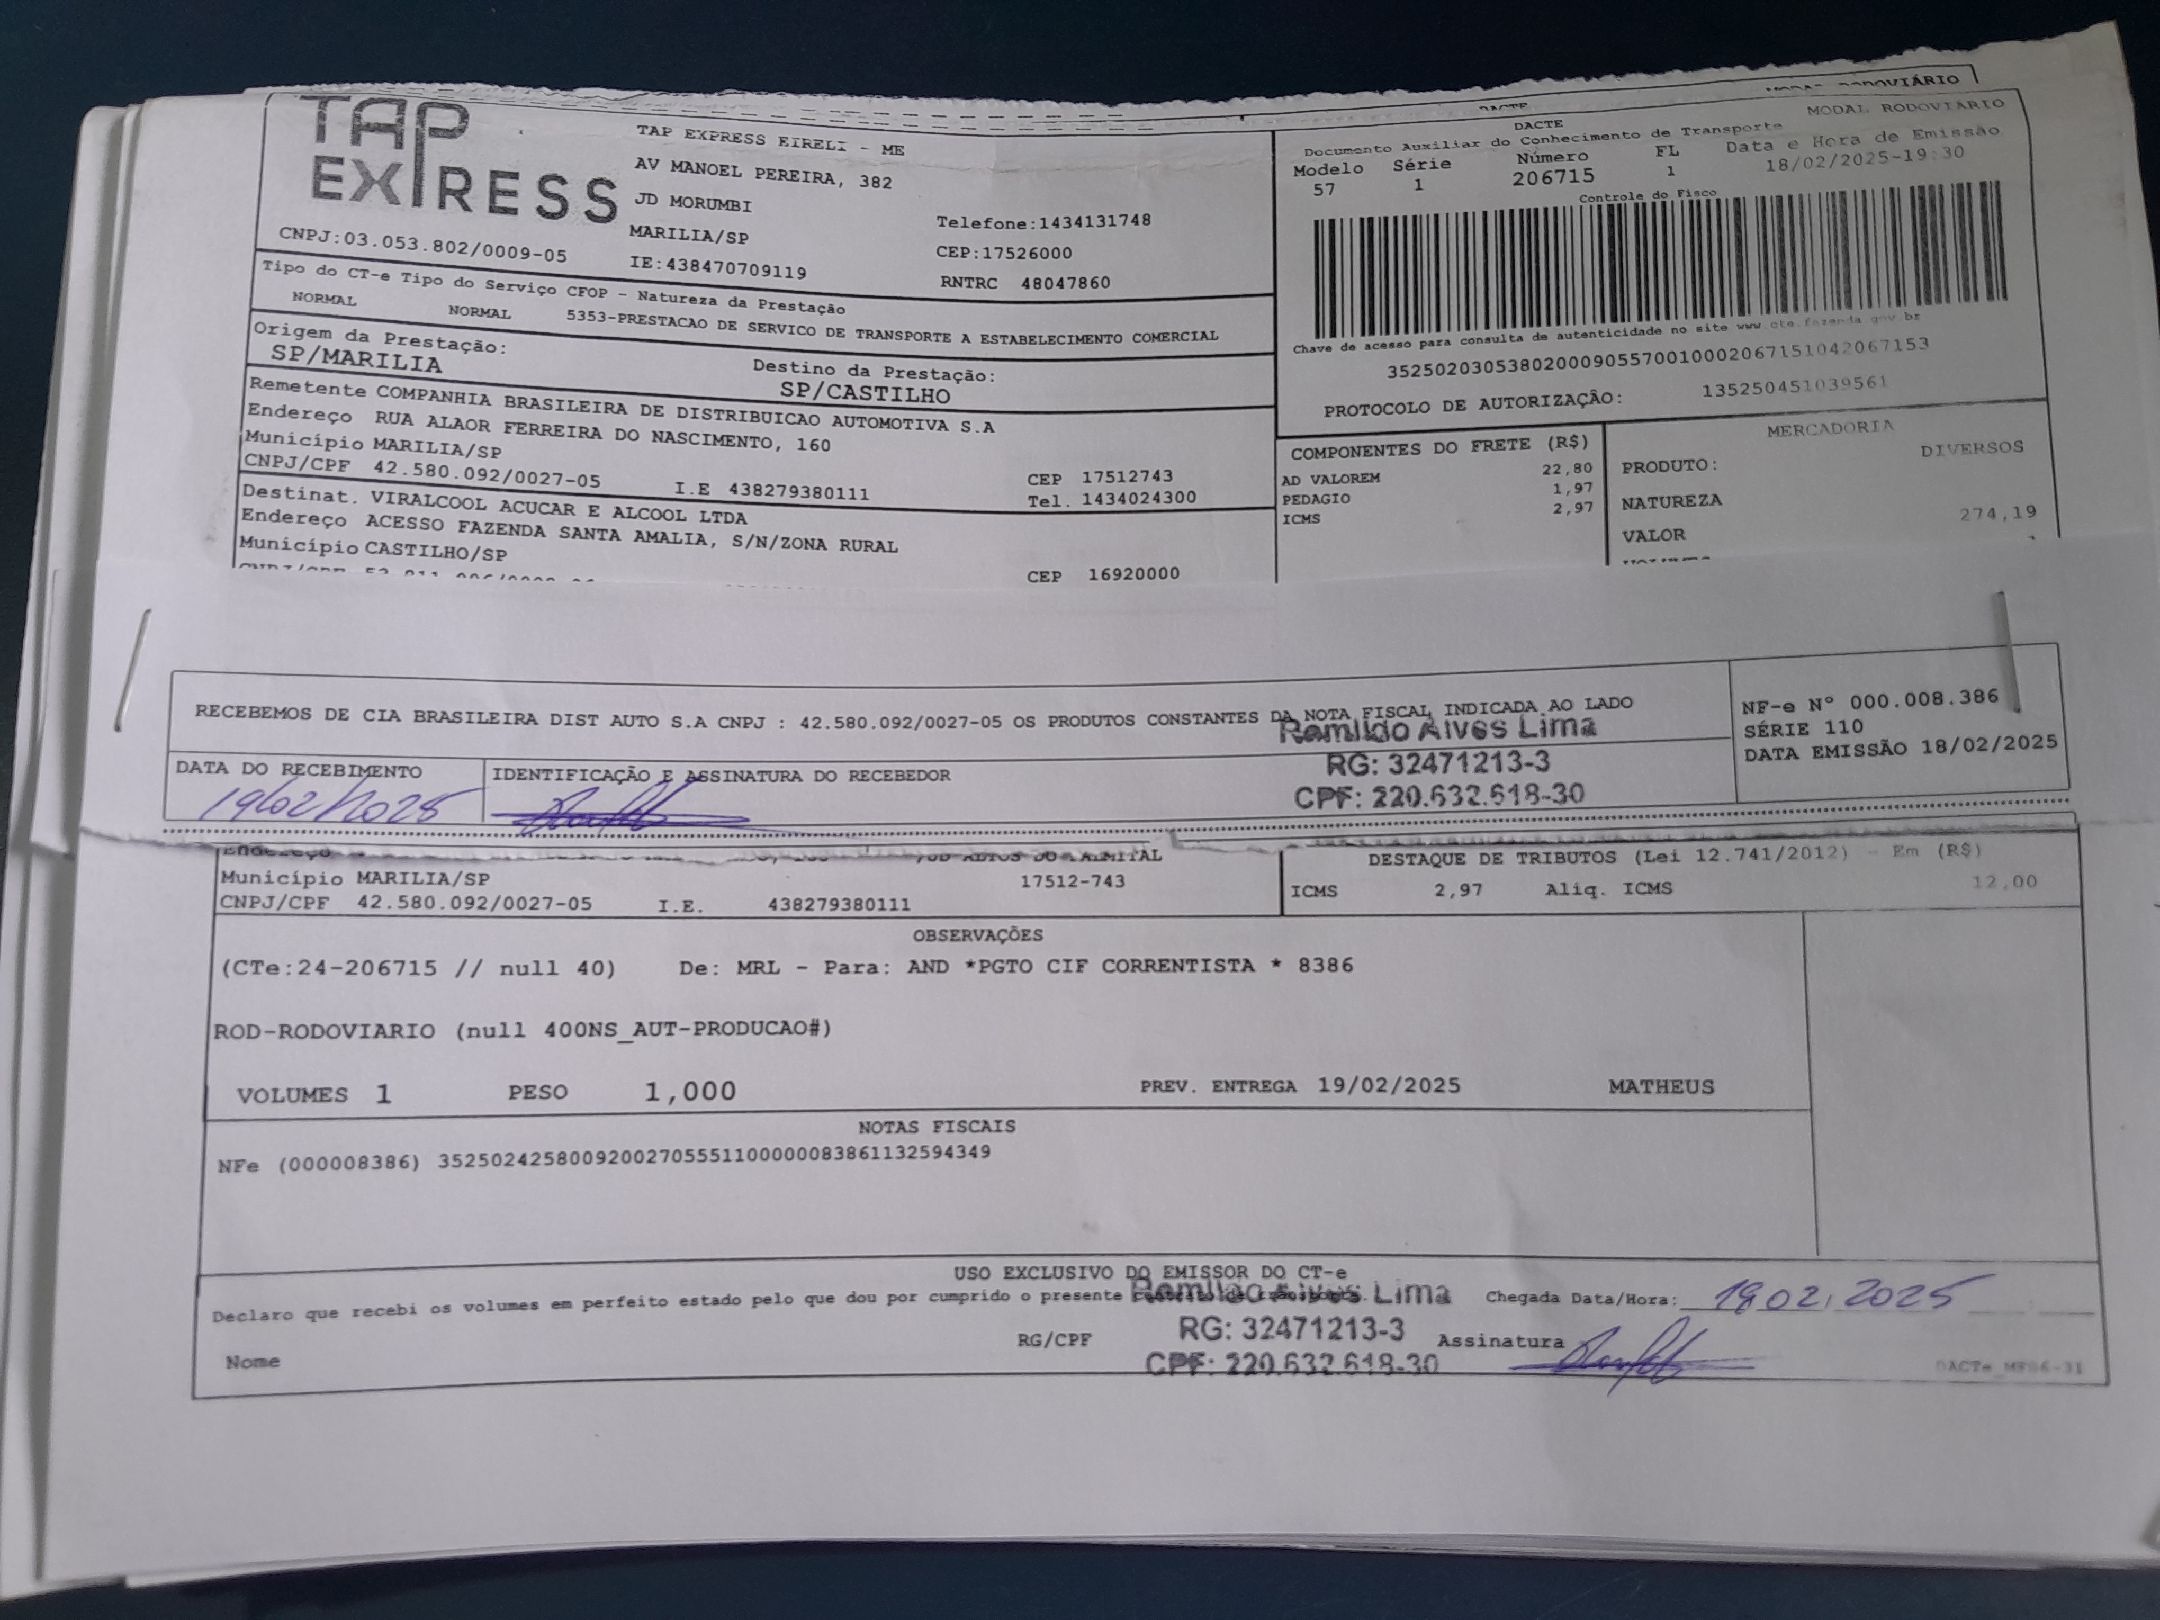 MODAL RODOVIÁRIO
DACTE
TAP EXPRESS
TAP EXPRESS EIRELI - ME
AV MANOEL PEREIRA, 382
JD MORUMBI
MARILIA/SP
IE:438470709119
Telefone:1434131748
CEP:17526000
RNTRC 48047860
CNPJ:03.053.802/0009-05
DACTE MODAL RODOVIÁRIO
Documento Auxiliar do Conhecimento de Transporte
Modelo Série Número FL Data e Hora de Emissão
57 1 206715 1 18/02/2025-19:30
Controle do Fisco
Chave de acesso para consulta de autenticidade no site www.cte.fazenda.gov.br
35250203053802000905570010002067151042067153
PROTOCOLO DE AUTORIZAÇÃO: 135250451039561
Tipo do CT-e Tipo do Serviço CFOP - Natureza da Prestação
NORMAL NORMAL 5353-PRESTACAO DE SERVICO DE TRANSPORTE A ESTABELECIMENTO COMERCIAL
Origem da Prestação: Destino da Prestação:
SP/MARILIA SP/CASTILHO
Remetente COMPANHIA BRASILEIRA DE DISTRIBUICAO AUTOMOTIVA S.A
Endereço RUA ALAOR FERREIRA DO NASCIMENTO, 160
Município MARILIA/SP CEP 17512743
CNPJ/CPF 42.580.092/0027-05 I.E 438279380111 Tel. 1434024300
Destinat. VIRALCOOL ACUCAR E ALCOOL LTDA
Endereço ACESSO FAZENDA SANTA AMALIA, S/N/ZONA RURAL
Município CASTILHO/SP CEP 16920000
COMPONENTES DO FRETE (R$)
AD VALOREM 22,80
PEDAGIO 1,97
ICMS 2,97
MERCADORIA
PRODUTO: DIVERSOS
NATUREZA
VALOR 274,19
RECEBEMOS DE CIA BRASILEIRA DIST AUTO S.A CNPJ : 42.580.092/0027-05 OS PRODUTOS CONSTANTES DA NOTA FISCAL INDICADA AO LADO
NF-e Nº 000.008.386
SÉRIE 110
DATA EMISSÃO 18/02/2025
DATA DO RECEBIMENTO IDENTIFICAÇÃO E ASSINATURA DO RECEBEDOR
19/02/2025
Romildo Alves Lima
RG: 32471213-3
CPF: 220.632.618-30
Endereço
Município MARILIA/SP 17512-743
CNPJ/CPF 42.580.092/0027-05 I.E. 438279380111
DESTAQUE DE TRIBUTOS (Lei 12.741/2012) - Em (R$)
ICMS 2,97 Aliq. ICMS 12,00
OBSERVAÇÕES
(CTe:24-206715 // null 40) De: MRL - Para: AND *PGTO CIF CORRENTISTA * 8386
ROD-RODOVIARIO (null 400NS_AUT-PRODUCAO#)
VOLUMES 1 PESO 1,000 PREV. ENTREGA 19/02/2025 MATHEUS
NOTAS FISCAIS
NFe (000008386) 35250242580092002705551100000083861132594349
USO EXCLUSIVO DO EMISSOR DO CT-e
Declaro que recebi os volumes em perfeito estado pelo que dou por cumprido o presente contrato de transporte. Chegada Data/Hora: 19 02, 2025
Romildo Alves Lima
RG: 32471213-3
CPF: 220.632.618-30
Nome RG/CPF Assinatura
DACTe_MF86-31